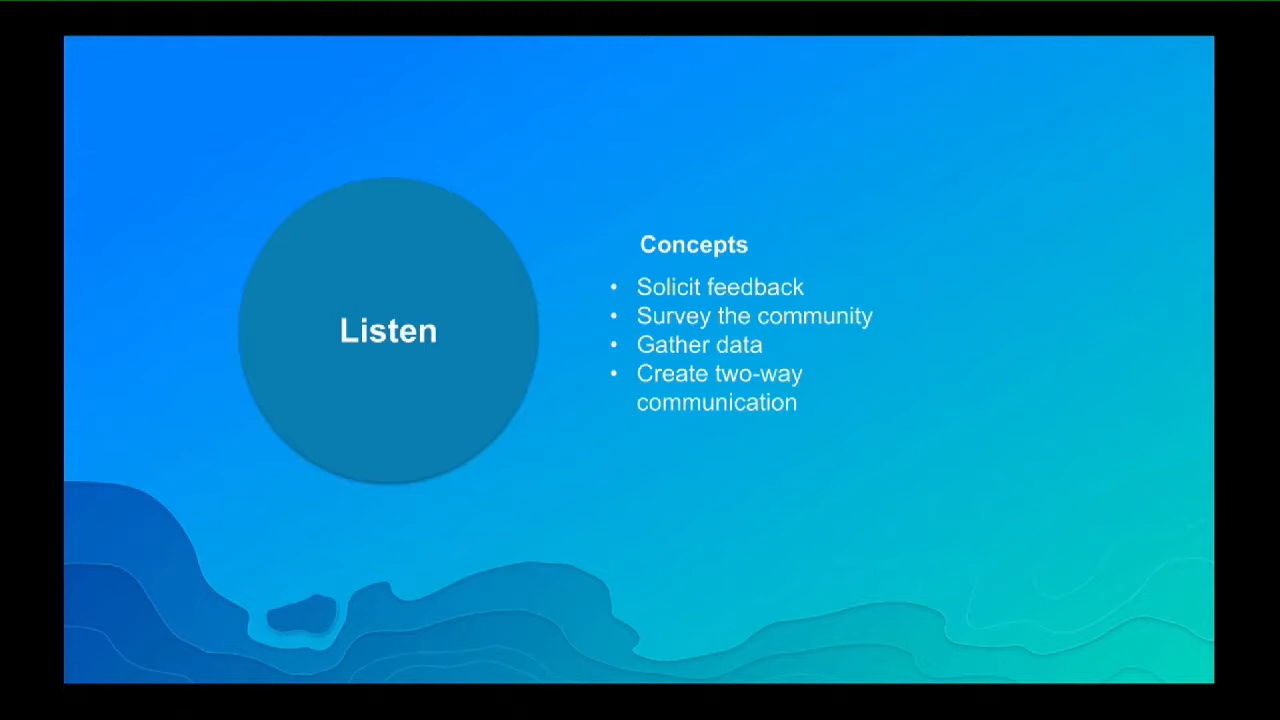 Listen
Concepts
• Solicit feedback
• Survey the community
• Gather data
• Create two-way
communication